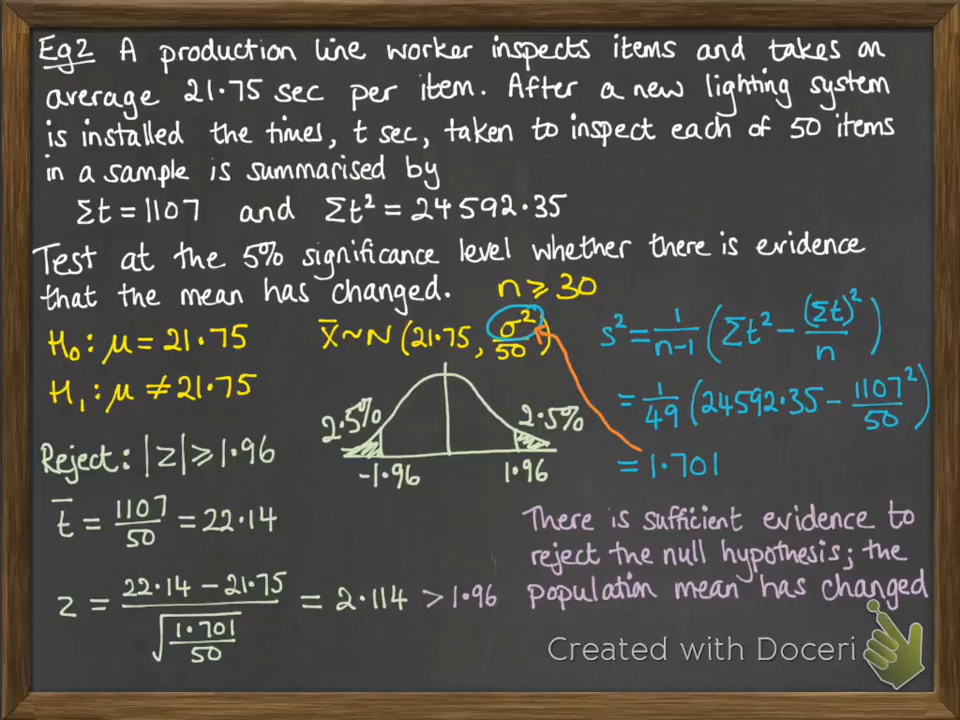 Eg2 A production line worker inspects items and takes on
average 21.75 sec per item. After a new lighting system
is installed the times, t sec, taken to inspect each of 50 items
in a sample is summarised by
Σt = 1107 and Σt² = 24592.35
Test at the 5% significance level whether there is evidence
that the mean has changed.
n ≥ 30
H₀: μ = 21.75
H₁: μ ≠ 21.75
Reject: |z| ≥ 1.96
t̄ = 1107/50 = 22.14
z = (22.14 − 21.75)/√(1.701/50) = 2.114 > 1.96
X̄ ~ N (21.75, σ²/50)
2.5% 2.5%
-1.96 1.96
s² = 1/(n−1) (Σt² − (Σt)²/n)
= 1/49 (24592.35 − 1107²/50)
= 1.701
There is sufficient evidence to
reject the null hypothesis; the
population mean has changed
Created with Doceri